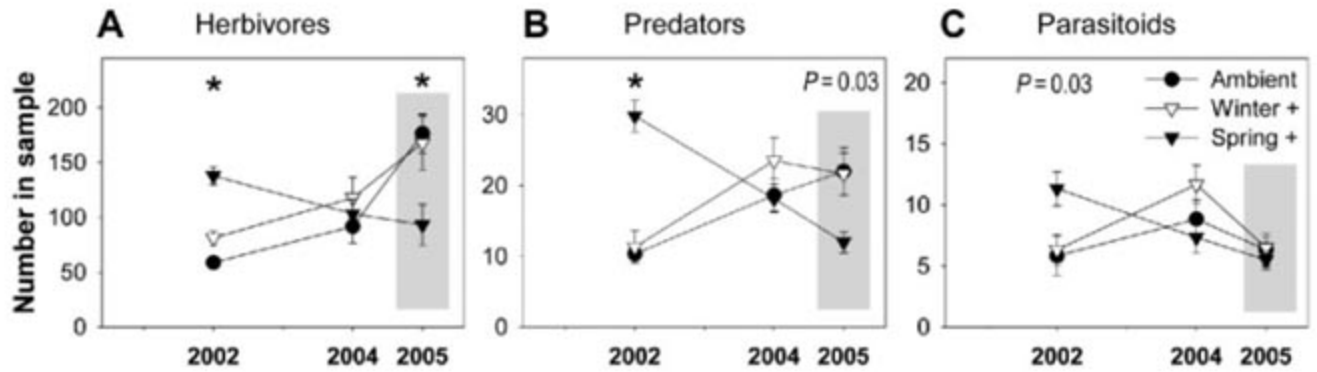 A Herbivores
B Predators
C Parasitoids
Number in sample
200
150
100
50
0
*
*
2002 2004 2005
30
20
10
0
*
P = 0.03
2002 2004 2005
20
15
10
5
0
P = 0.03
Ambient
Winter +
Spring +
2002 2004 2005